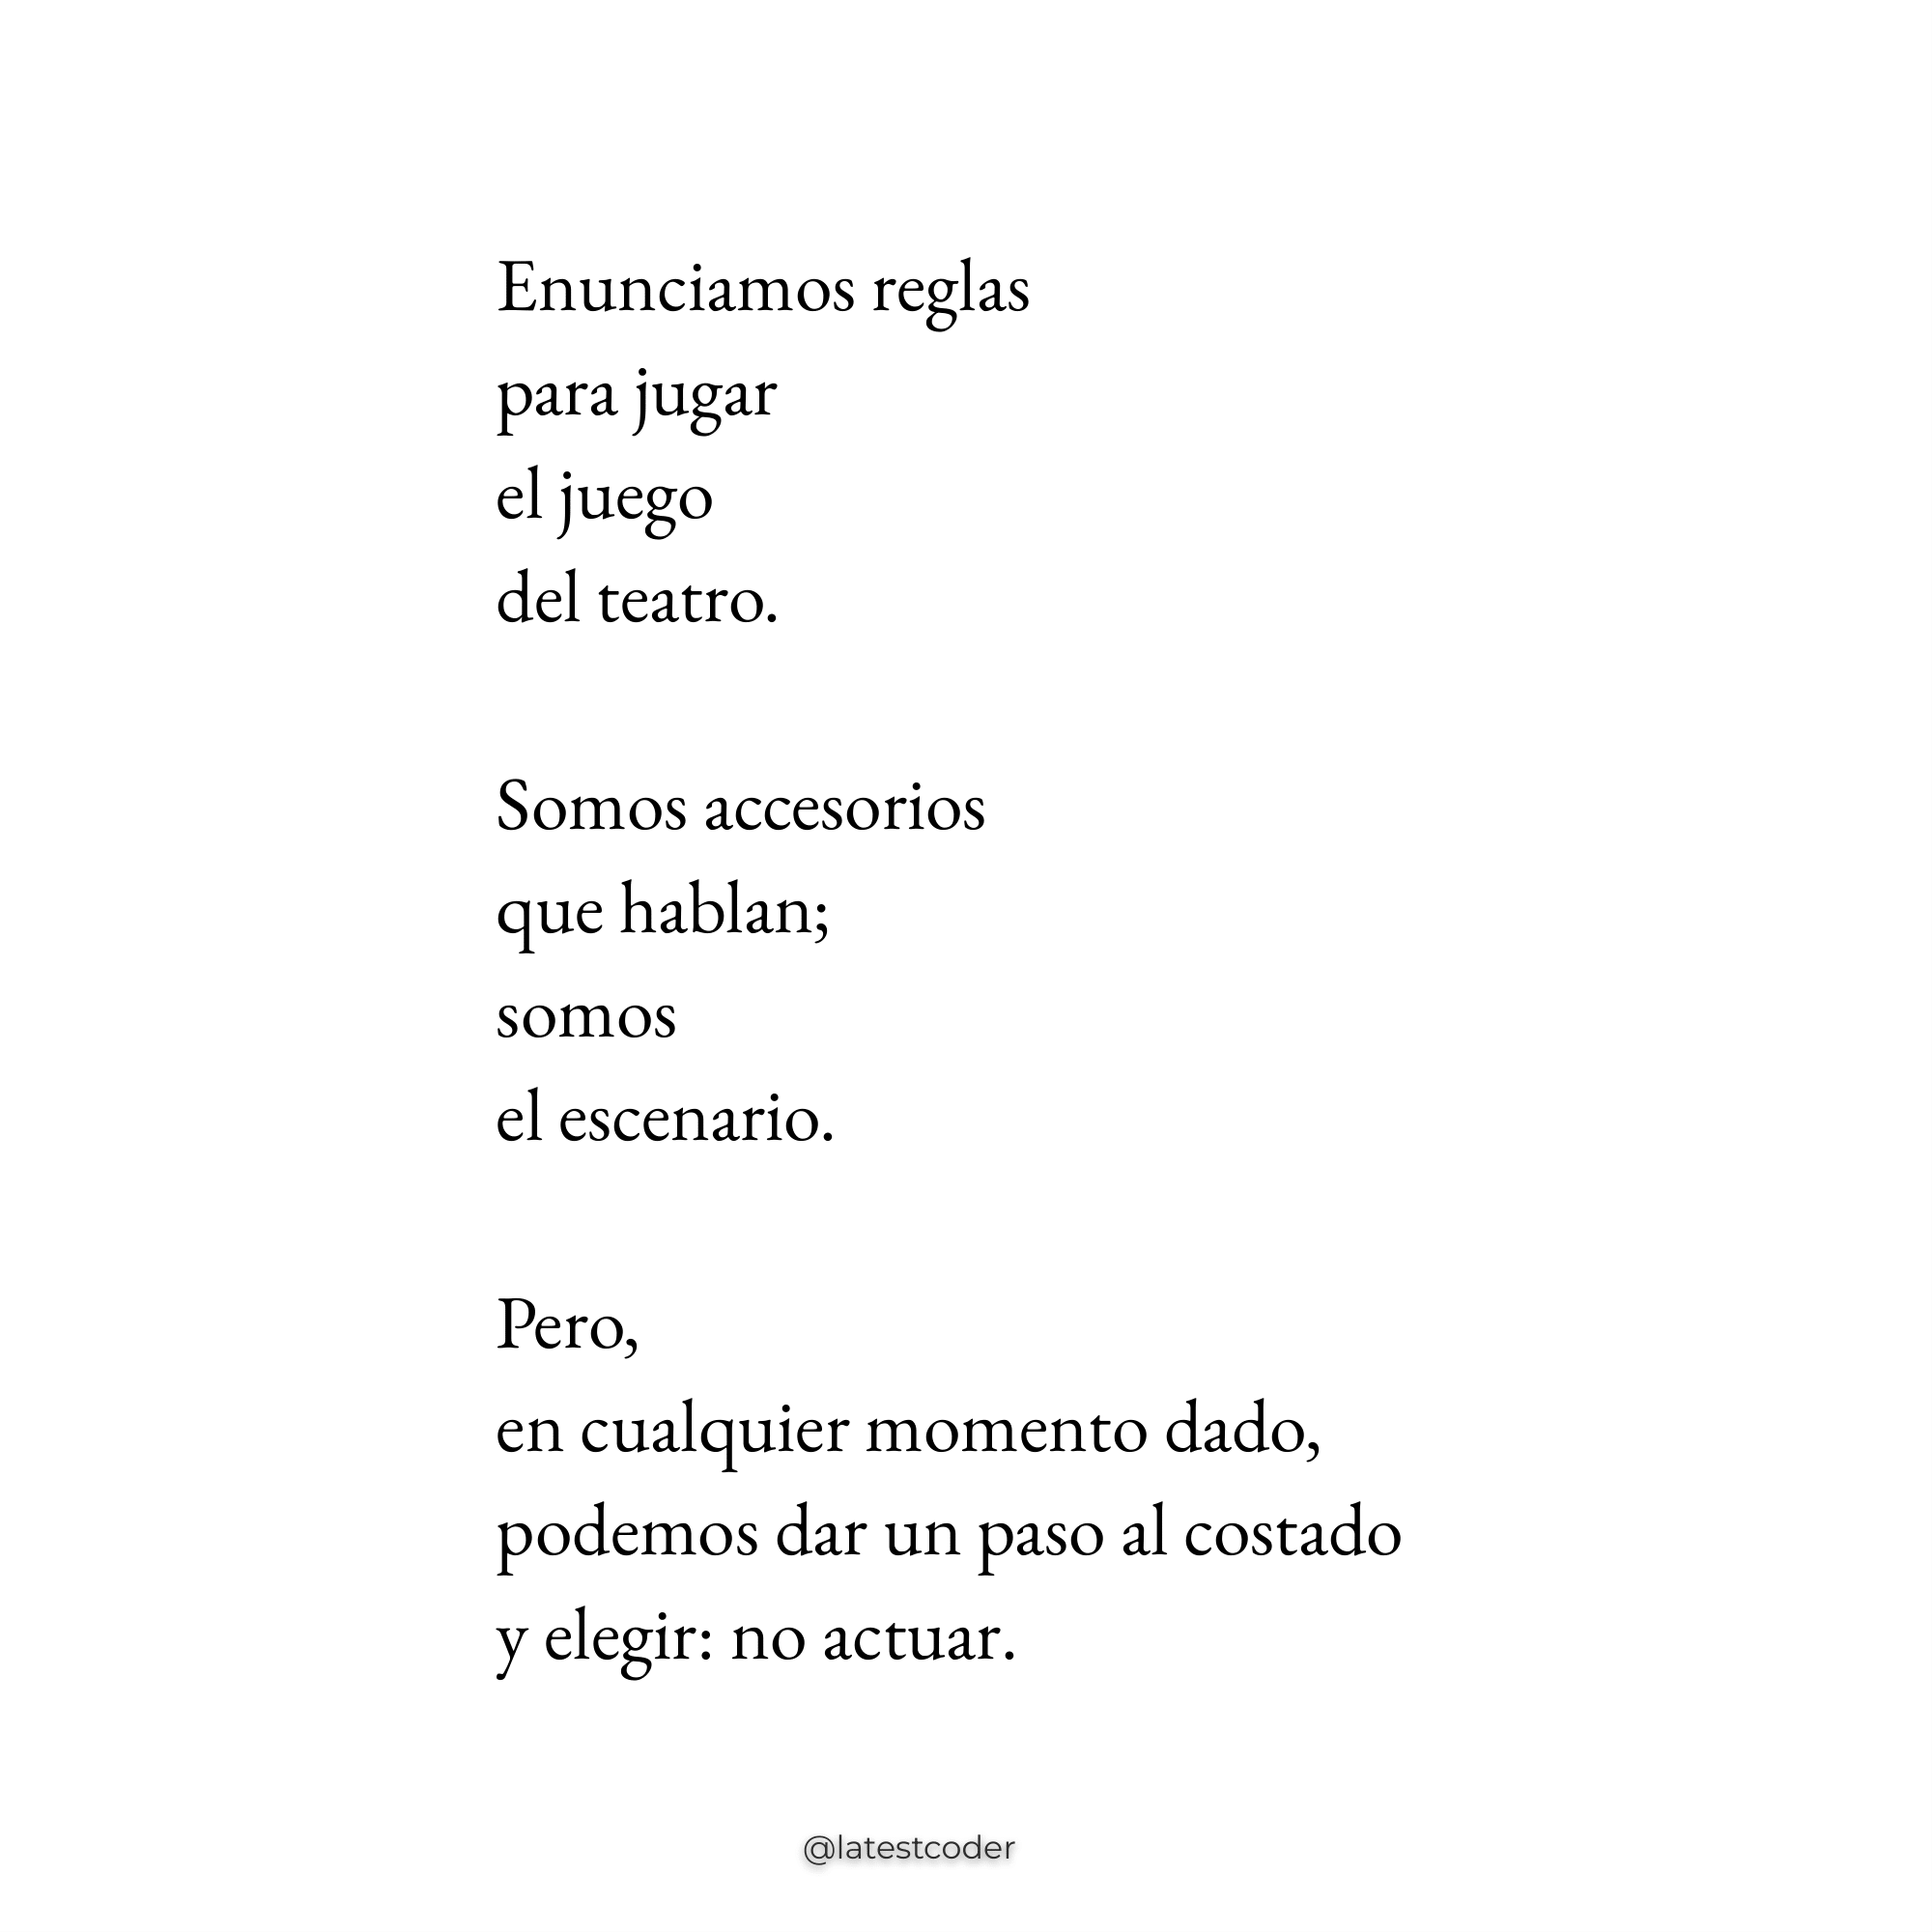 Enunciamos reglas
para jugar
el juego
del teatro.
Somos accesorios
que hablan;
somos
el escenario.
Pero,
en cualquier momento dado,
podemos dar un paso al costado
y elegir: no actuar.
@latestcoder